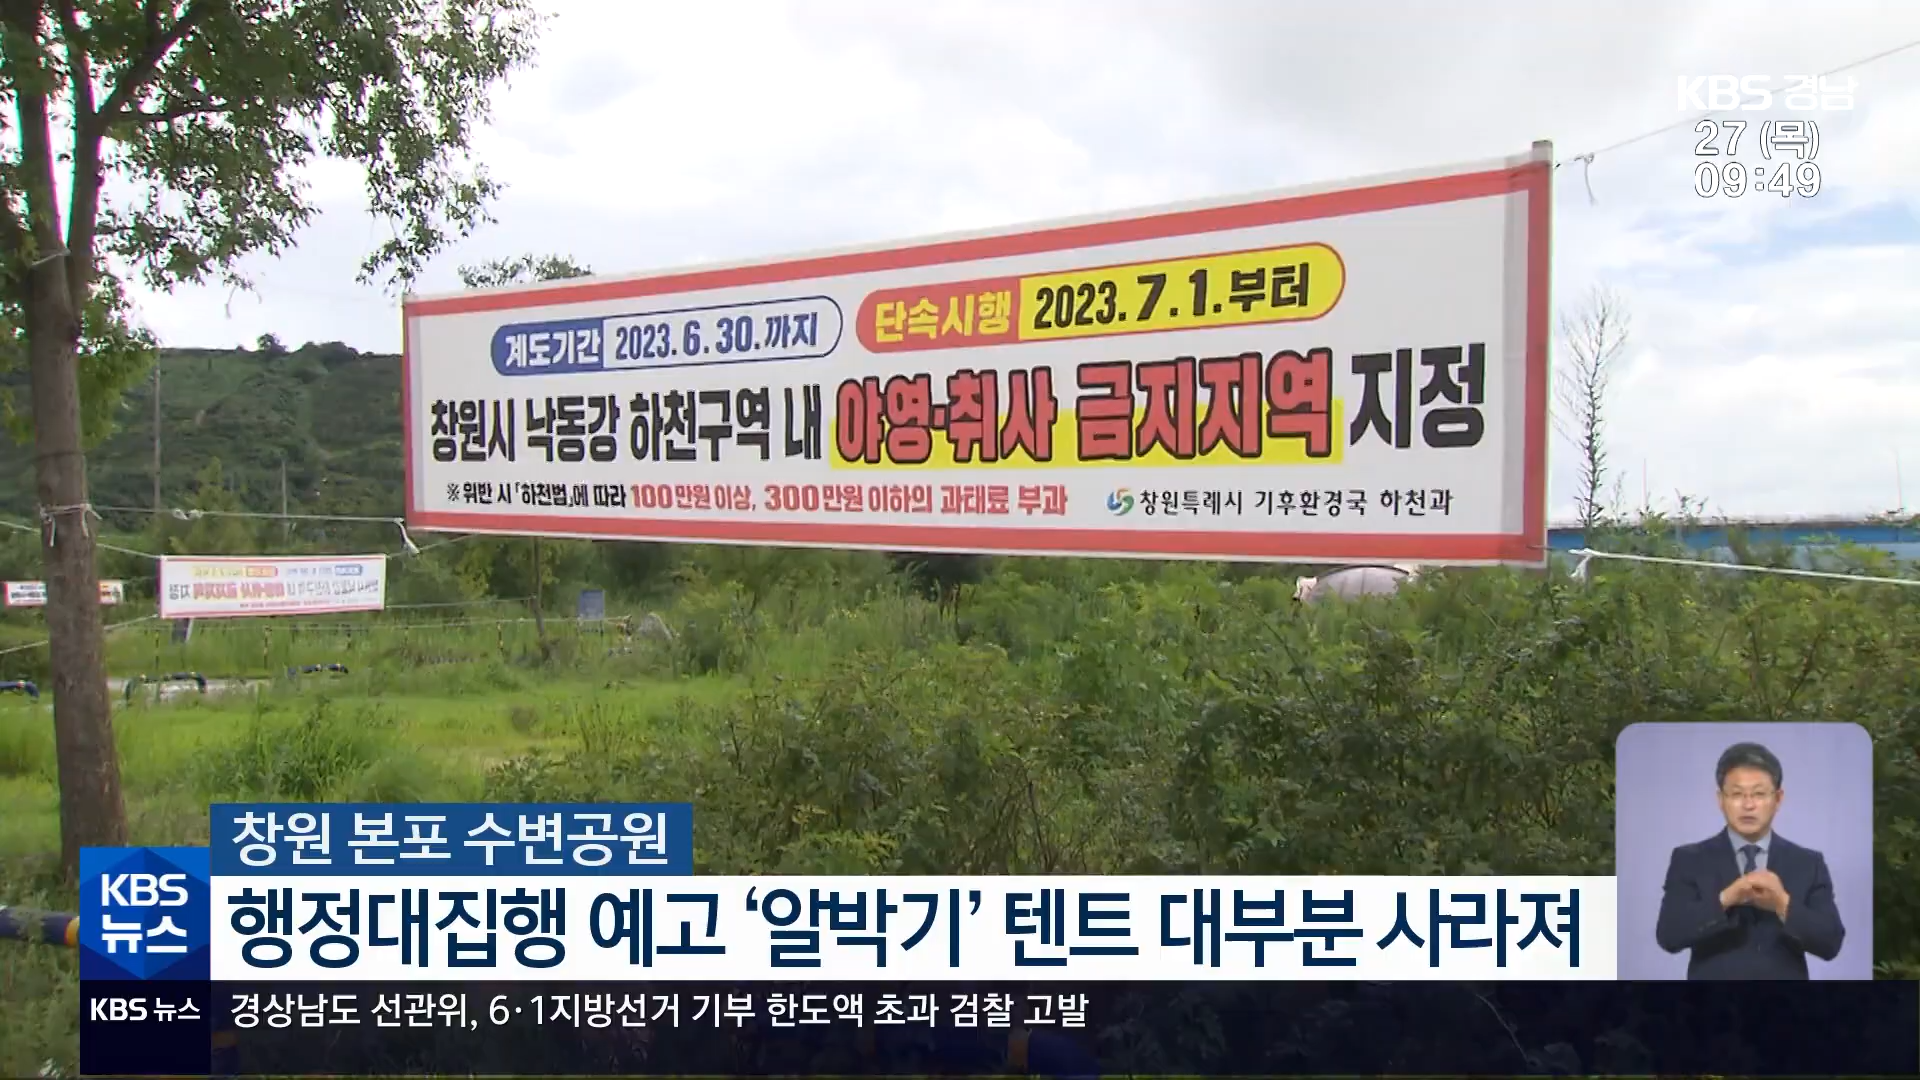 KBS 경남
27 (목)
09:49
계도기간 2023.6.30.까지 단속시행 2023.7.1.부터
창원시 낙동강 하천구역 내 야영·취사 금지지역 지정
※ 위반 시 「하천법」에 따라 100만원 이상, 300만원 이하의 과태료 부과 창원특례시 기후환경국 하천과
창원 본포 수변공원
KBS 뉴스
행정대집행 예고 ‘알박기’ 텐트 대부분 사라져
KBS 뉴스 경상남도 선관위, 6·1지방선거 기부 한도액 초과 검찰 고발